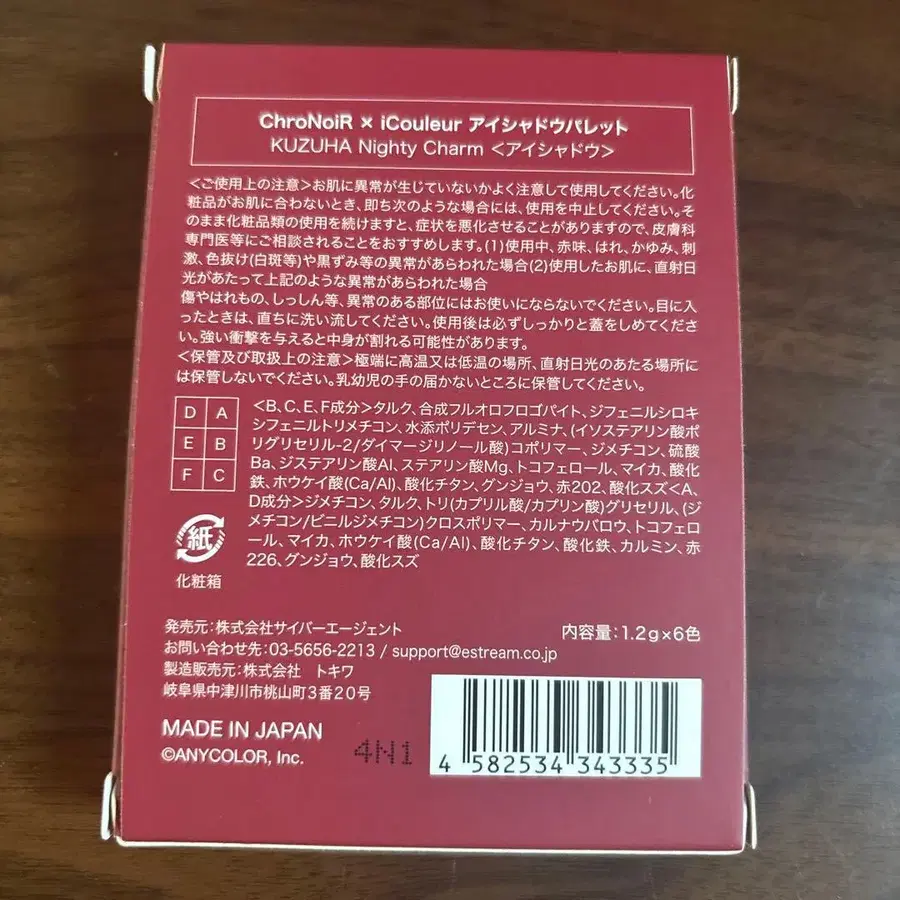 ChroNoiR × iCouleur アイシャドウパレット
KUZUHA Nighty Charm <アイシャドウ>
<ご使用上の注意>お肌に異常が生じていないかよく注意して使用してください。化
粧品がお肌に合わないとき、即ち次のような場合には、使用を中止してください。そ
のまま化粧品類の使用を続けますと、症状を悪化させることがありますので、皮膚科
専門医等にご相談されることをおすすめします。(1)使用中、赤味、はれ、かゆみ、刺
激、色抜け(白斑等)や黒ずみ等の異常があらわれた場合(2)使用したお肌に、直射日
光があたって上記のような異常があらわれた場合
傷やはれもの、しっしん等、異常のある部位にはお使いにならないでください。目に入
ったときは、直ちに洗い流してください。使用後は必ずしっかりと蓋をしめてくださ
い。強い衝撃を与えると中身が割れる可能性があります。
<保管及び取扱上の注意>極端に高温又は低温の場所、直射日光のあたる場所に
は保管しないでください。乳幼児の手の届かないところに保管してください。
D A
E B
F C
<B、C、E、F成分>タルク、合成フルオロフロゴパイト、ジフェニルシロキ
シフェニルトリメチコン、水添ポリデセン、アルミナ、(イソステアリン酸ポ
リグリセリル-2/ダイマージリノール酸)コポリマー、ジメチコン、硫酸
Ba、ジステアリン酸Al、ステアリン酸Mg、トコフェロール、マイカ、酸化
鉄、ホウケイ酸(Ca/Al)、酸化チタン、グンジョウ、赤202、酸化スズ<A、
D成分>ジメチコン、タルク、トリ(カプリル酸/カプリン酸)グリセリル、(ジ
メチコン/ビニルジメチコン)クロスポリマー、カルナウバロウ、トコフェロ
ール、マイカ、ホウケイ酸(Ca/Al)、酸化チタン、酸化鉄、カルミン、赤
226、グンジョウ、酸化スズ
紙
化粧箱
発売元:株式会社サイバーエージェント
お問い合わせ先:03-5656-2213 / support@estream.co.jp
製造販売元:株式会社 トキワ
岐阜県中津川市桃山町3番20号
内容量:1.2g×6色
MADE IN JAPAN
©ANYCOLOR, Inc.
4N1
4 582534 343335